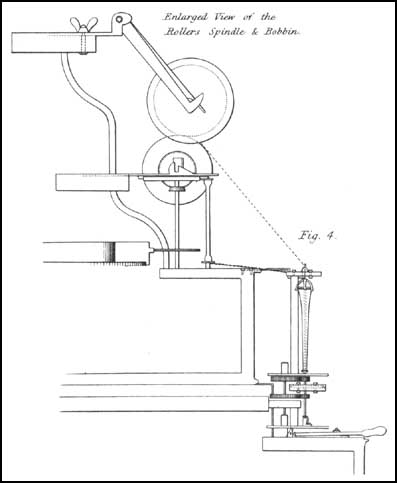 Enlarged View of the
Rollers Spindle & Bobbin.
Fig. 4.